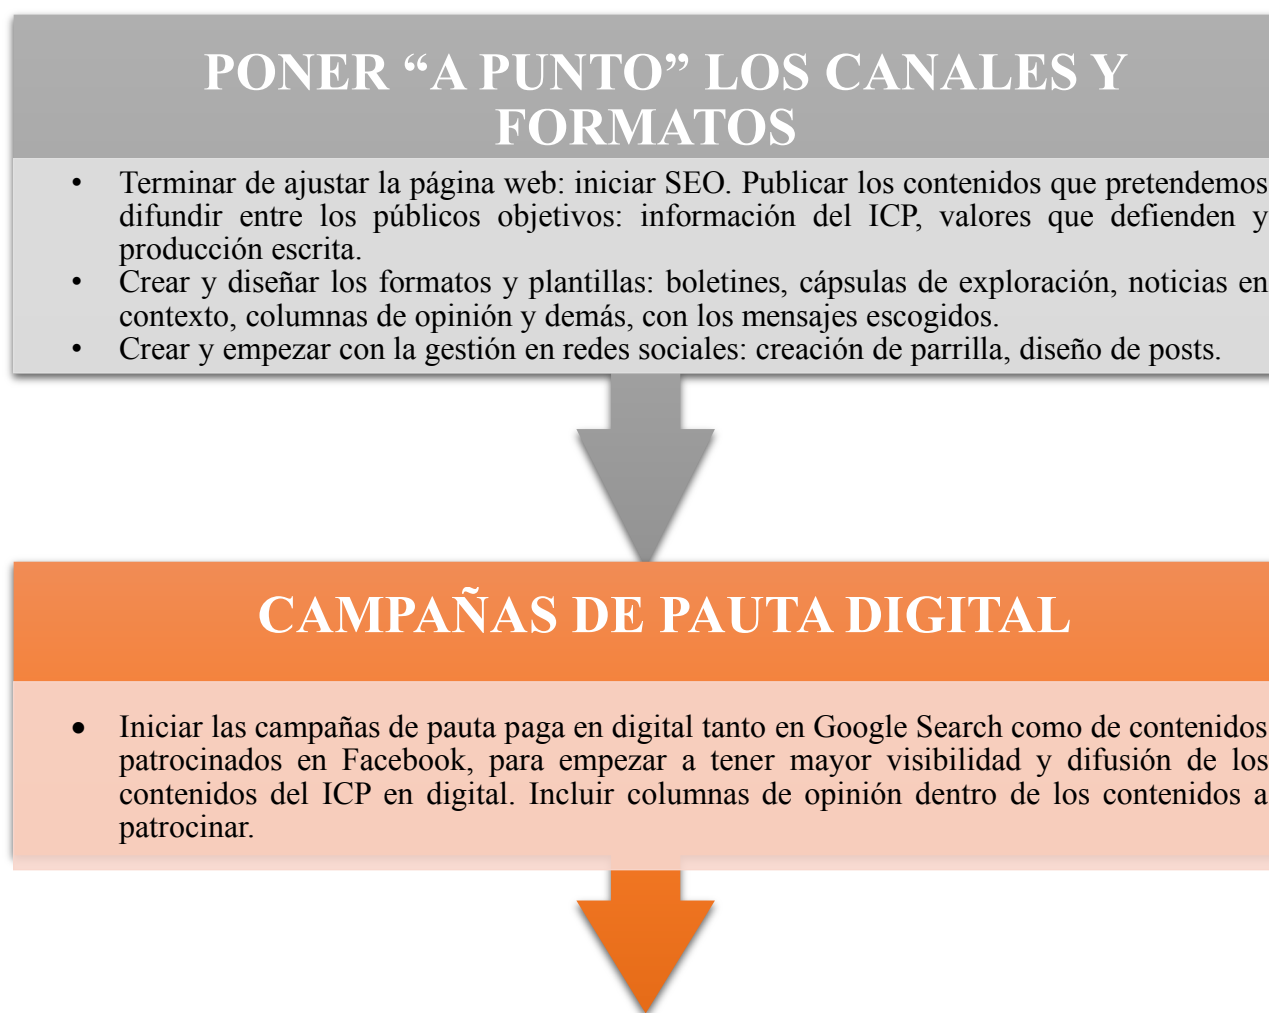 PONER “A PUNTO” LOS CANALES Y
FORMATOS
• Terminar de ajustar la página web: iniciar SEO. Publicar los contenidos que pretendemos
difundir entre los públicos objetivos: información del ICP, valores que defienden y
producción escrita.
• Crear y diseñar los formatos y plantillas: boletines, cápsulas de exploración, noticias en
contexto, columnas de opinión y demás, con los mensajes escogidos.
• Crear y empezar con la gestión en redes sociales: creación de parrilla, diseño de posts.
CAMPAÑAS DE PAUTA DIGITAL
• Iniciar las campañas de pauta paga en digital tanto en Google Search como de contenidos
patrocinados en Facebook, para empezar a tener mayor visibilidad y difusión de los
contenidos del ICP en digital. Incluir columnas de opinión dentro de los contenidos a
patrocinar.